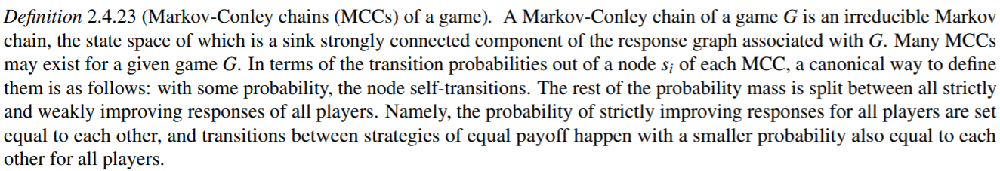 Definition 2.4.23 (Markov-Conley chains (MCCs) of a game). A Markov-Conley chain of a game G is an irreducible Markov
chain, the state space of which is a sink strongly connected component of the response graph associated with G. Many MCCs
may exist for a given game G. In terms of the transition probabilities out of a node sᵢ of each MCC, a canonical way to define
them is as follows: with some probability, the node self-transitions. The rest of the probability mass is split between all strictly
and weakly improving responses of all players. Namely, the probability of strictly improving responses for all players are set
equal to each other, and transitions between strategies of equal payoff happen with a smaller probability also equal to each
other for all players.